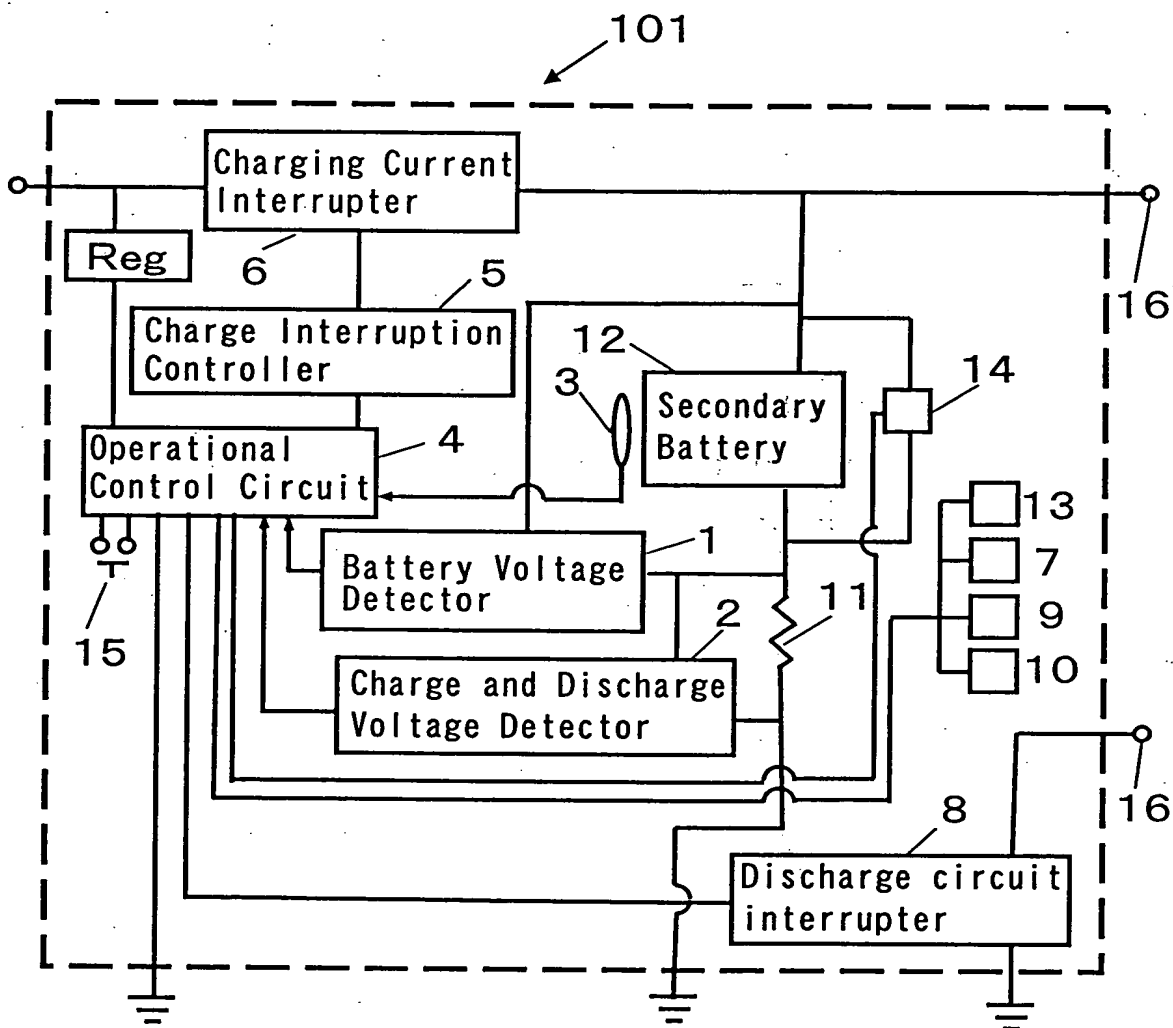 101
Charging Current
Interrupter
Reg
6
5
16
Charge Interruption
Controller
12
3
14
Secondary
Battery
Operational
Control Circuit
4
13
1
7
Battery Voltage
Detector
11
9
15
2
10
Charge and Discharge
Voltage Detector
16
8
Discharge circuit
interrupter